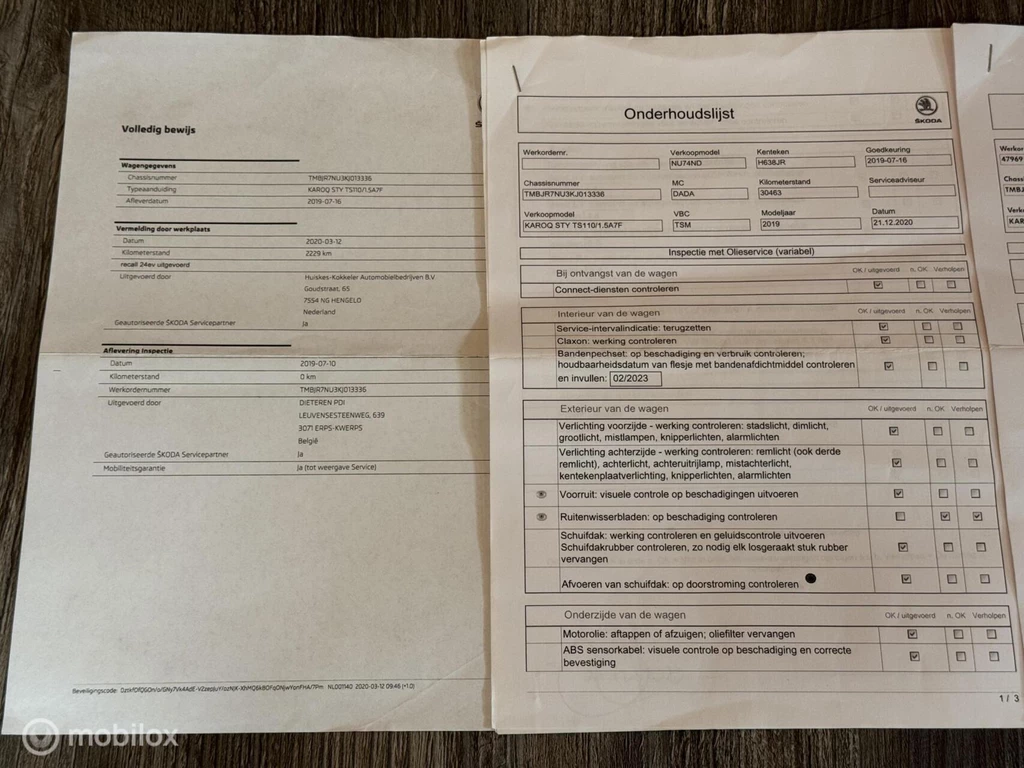 Volledig bewijs
Wagengegevens
Chassisnummer TMBJR7NU3KJ013336
Typeaanduiding KAROQ STY TS110/1.5A7F
Afleverdatum 2019-07-16
Vermelding door werkplaats
Datum 2020-03-12
Kilometerstand 2229 km
recall 24ev uitgevoerd
Uitgevoerd door Huiskes-Kokkeler Automobielbedrijven B.V.
Goudstraat, 65
7554 NG HENGELO
Nederland
Geautoriseerde ŠKODA Servicepartner Ja
Aflevering Inspectie
Datum 2019-07-10
Kilometerstand 0 km
Werkordernummer TMBJR7NU3KJ013336
Uitgevoerd door DIETEREN PDI
LEUVENSESTEENWEG, 639
3071 ERPS-KWERPS
België
Geautoriseerde ŠKODA Servicepartner Ja
Mobiliteitsgarantie Ja (tot weergave Service)
Beveiligingscode: NL001140 2020-03-12 09:46 (+1.0)
Onderhoudslijst
ŠKODA
Werkordernr. Verkoopmodel Kenteken Goedkeuring
NU74ND H638JR 2019-07-16
Chassisnummer MC Kilometerstand Serviceadviseur
TMBJR7NU3KJ013336 DADA 30463
Verkoopmodel VBC Modeljaar Datum
KAROQ STY TS110/1.5A7F TSM 2019 21.12.2020
Inspectie met Olieservice (variabel)
Bij ontvangst van de wagen OK / uitgevoerd n. OK Verholpen
Connect-diensten controleren
Interieur van de wagen OK / uitgevoerd n. OK Verholpen
Service-intervalindicatie: terugzetten
Claxon: werking controleren
Bandenpechset: op beschadiging en verbruik controleren;
houdbaarheidsdatum van flesje met bandenafdichtmiddel controleren
en invullen: 02/2023
Exterieur van de wagen OK / uitgevoerd n. OK Verholpen
Verlichting voorzijde - werking controleren: stadslicht, dimlicht,
grootlicht, mistlampen, knipperlichten, alarmlichten
Verlichting achterzijde - werking controleren: remlicht (ook derde
remlicht), achterlicht, achteruitrijlamp, mistachterlicht,
kentekenplaatverlichting, knipperlichten, alarmlichten
Voorruit: visuele controle op beschadigingen uitvoeren
Ruitenwisserbladen: op beschadiging controleren
Schuifdak: werking controleren en geluidscontrole uitvoeren
Schuifdakrubber controleren, zo nodig elk losgeraakt stuk rubber
vervangen
Afvoeren van schuifdak: op doorstroming controleren
Onderzijde van de wagen OK / uitgevoerd n. OK Verholpen
Motorolie: aftappen of afzuigen; oliefilter vervangen
ABS sensorkabel: visuele controle op beschadiging en correcte
bevestiging
1 / 3
47969
mobilox